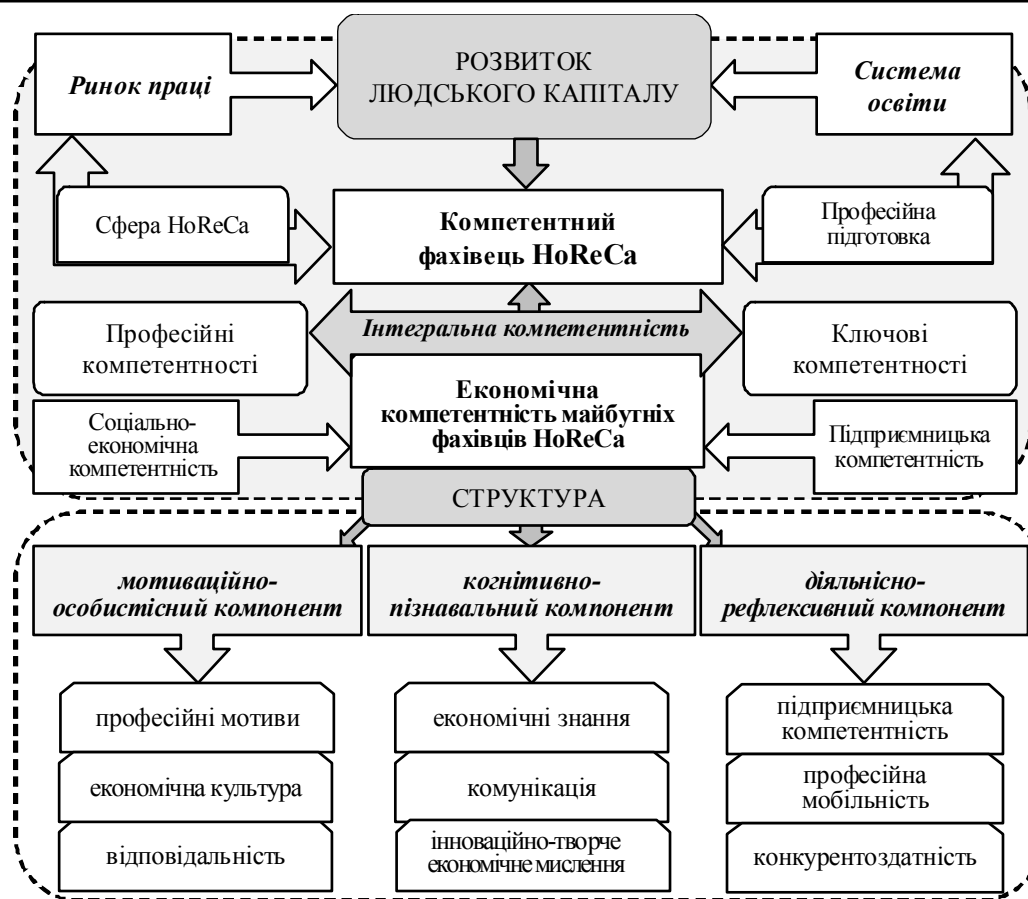 Ринок праці
РОЗВИТОК
ЛЮДСЬКОГО КАПІТАЛУ
Система
освіти
Сфера HoReCa
Компетентний
фахівець HoReCa
Професійна
підготовка
Професійні
компетентності
Інтегральна компетентність
Ключові
компетентності
Соціально-
економічна
компетентність
Економічна
компетентність майбутніх
фахівців HoReCa
Підприємницька
компетентність
СТРУКТУРА
мотиваційно-
особистісний компонент
когнітивно-
пізнавальний компонент
діяльнісно-
рефлексивний компонент
професійні мотиви
економічна культура
відповідальність
економічні знання
комунікація
інноваційно-творче
економічне мислення
підприємницька
компетентність
професійна
мобільність
конкурентоздатність